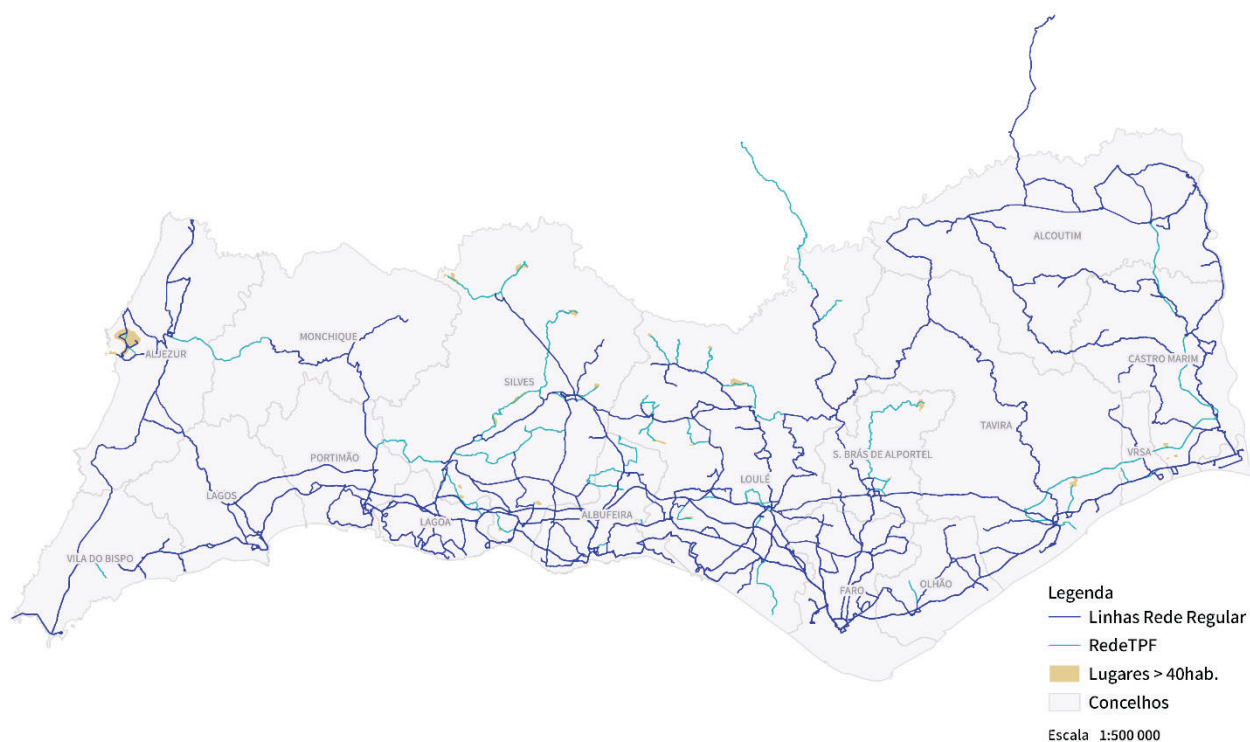 ALCOUTIM
MONCHIQUE
ALJEZUR
CASTRO MARIM
SILVES
TAVIRA
S. BRÁS DE ALPORTEL
VRSA
PORTIMÃO
LOULÉ
LAGOS
ALBUFEIRA
LAGOA
VILA DO BISPO
OLHÃO
FARO
Legenda
Linhas Rede Regular
RedeTPF
Lugares > 40hab.
Concelhos
Escala 1:500 000